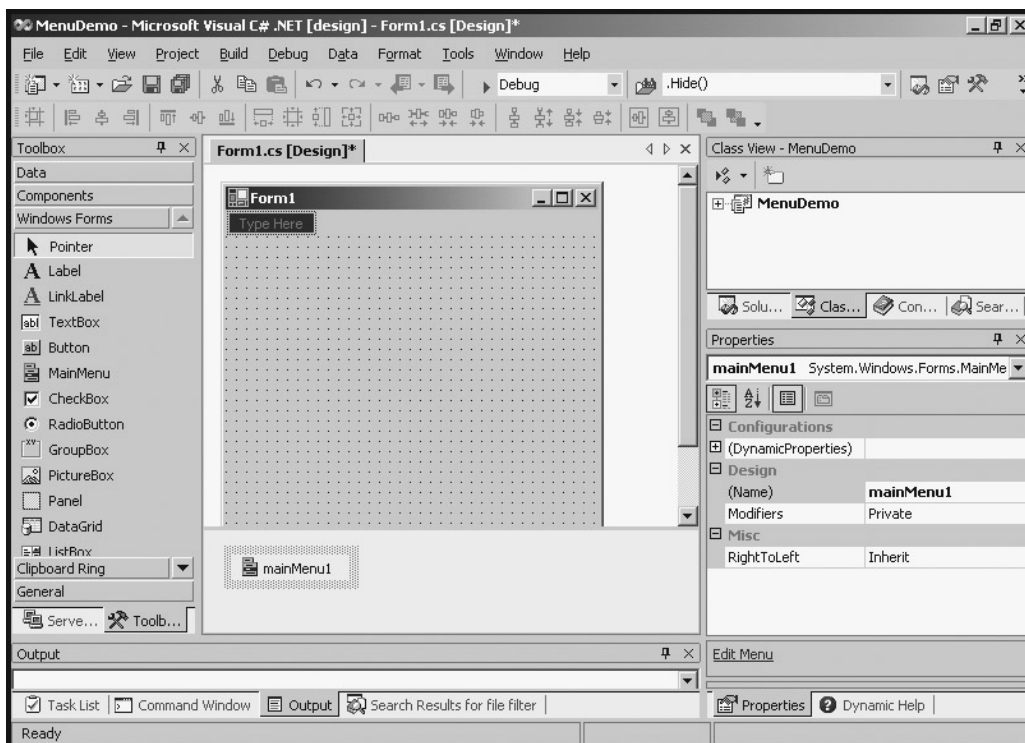 MenuDemo - Microsoft Visual C# .NET [design] - Form1.cs [Design]*
File Edit View Project Build Debug Data Format Tools Window Help
Debug
.Hide()
Toolbox
Data
Components
Windows Forms
Pointer
A Label
A LinkLabel
abl TextBox
ab Button
MainMenu
CheckBox
RadioButton
XY GroupBox
PictureBox
Panel
DataGrid
ListBox
Clipboard Ring
General
Serve... Toolb...
Form1.cs [Design]*
Form1
Type Here
mainMenu1
Class View - MenuDemo
MenuDemo
Solu... Clas... Con... Sear...
Properties
mainMenu1 System.Windows.Forms.MainMe
Configurations
(DynamicProperties)
Design
(Name) mainMenu1
Modifiers Private
Misc
RightToLeft Inherit
Edit Menu
Output
Task List Command Window Output Search Results for file filter
Properties Dynamic Help
Ready